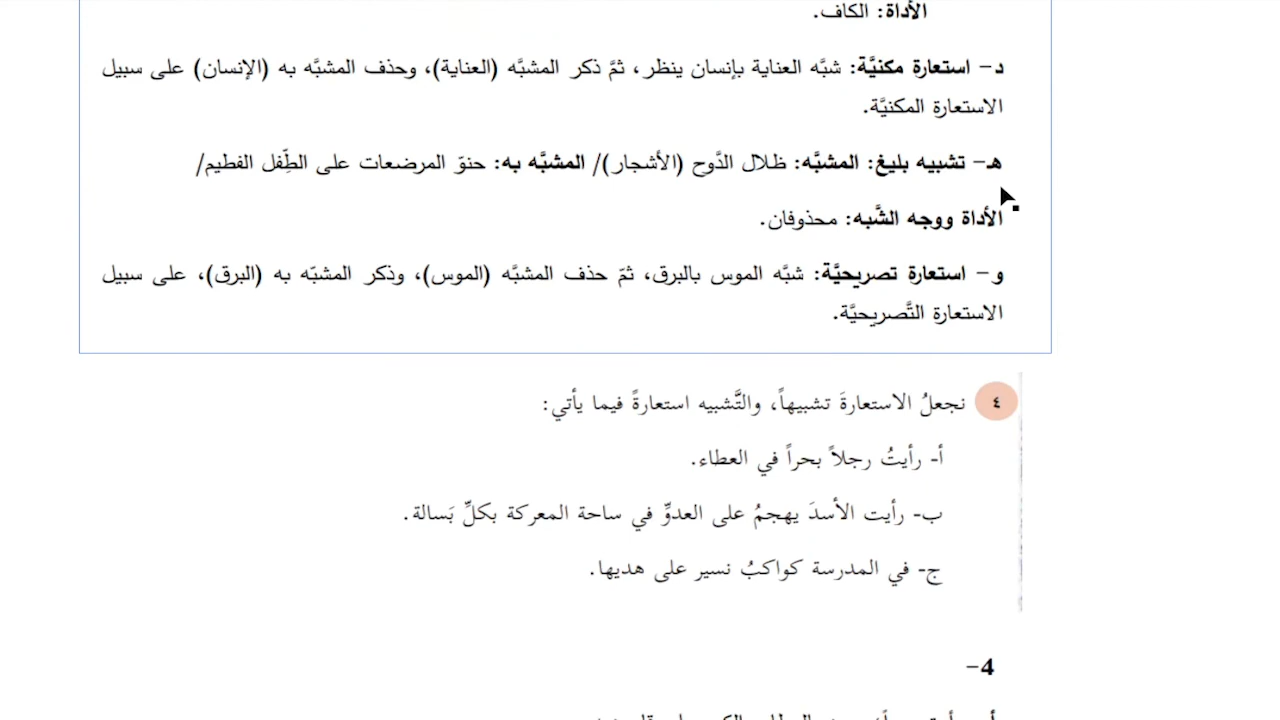 الأداة: الكاف.
د- استعارة مكنيَّة: شبَّه العناية بإنسان ينظر، ثمَّ ذكر المشبَّه (العناية)، وحذف المشبَّه به (الإنسان) على سبيل
الاستعارة المكنيَّة.
هـ- تشبيه بليغ: المشبَّه: ظلال الدَّوح (الأشجار)/ المشبَّه به: حنوّ المرضعات على الطِّفل الفطيم/
الأداة ووجه الشَّبه: محذوفان.
و- استعارة تصريحيَّة: شبَّه الموس بالبرق، ثمّ حذف المشبَّه (الموس)، وذكر المشبّه به (البرق)، على سبيل
الاستعارة التَّصريحيَّة.
٤ نجعلُ الاستعارةَ تشبيهاً، والتَّشبيه استعارةً فيما يأتي:
أ- رأيتُ رجلاً بحراً في العطاء.
ب- رأيت الأسدَ يهجمُ على العدوِّ في ساحة المعركة بكلِّ بَسالة.
ج- في المدرسة كواكبُ نسير على هديها.
4-